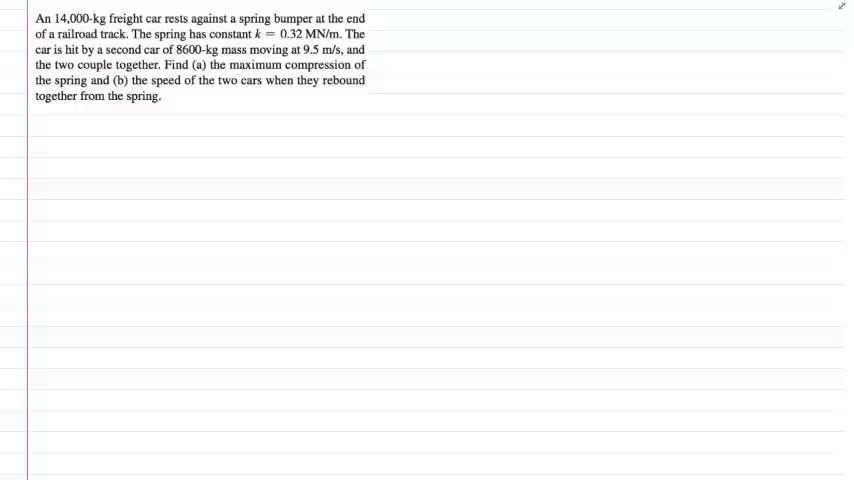 An 14,000-kg freight car rests against a spring bumper at the end
of a railroad track. The spring has constant k = 0.32 MN/m. The
car is hit by a second car of 8600-kg mass moving at 9.5 m/s, and
the two couple together. Find (a) the maximum compression of
the spring and (b) the speed of the two cars when they rebound
together from the spring.